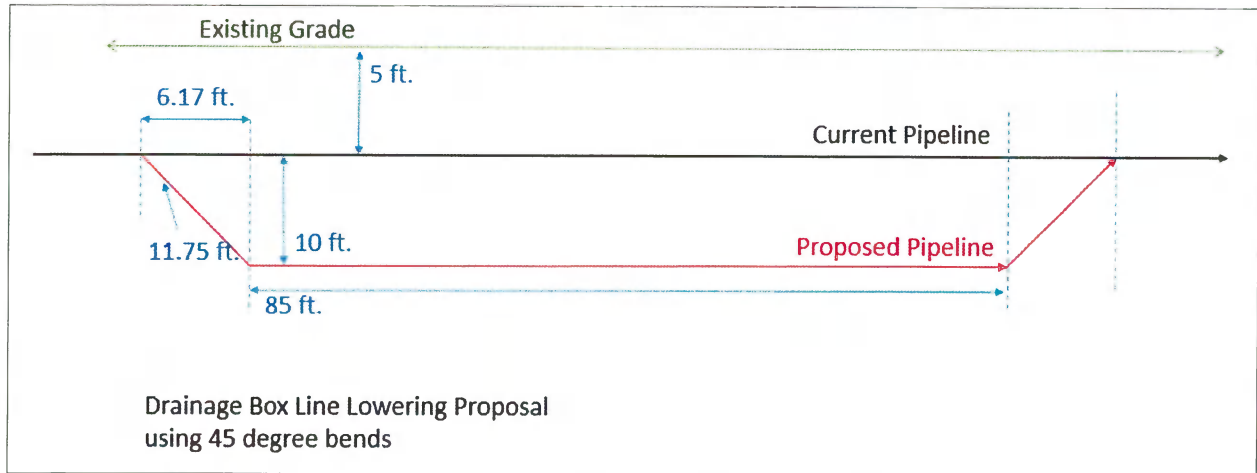 Existing Grade
5 ft.
6.17 ft.
Current Pipeline
11.75 ft.
10 ft.
Proposed Pipeline
85 ft.
Drainage Box Line Lowering Proposal
using 45 degree bends